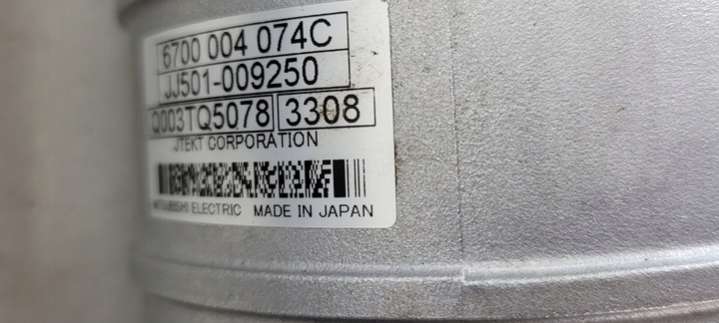 6700 004 074C
JJ501-009250
Q003TQ5078 3308
JTEKT CORPORATION
MITSUBISHI ELECTRIC MADE IN JAPAN